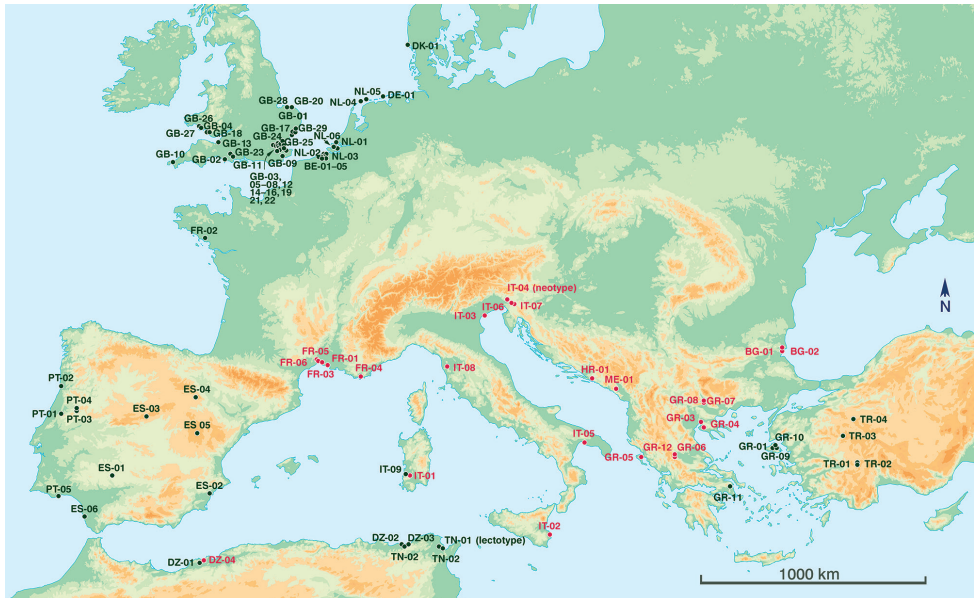 DK-01
NL-05
DE-01
NL-04
GB-28
GB-20
GB-01
GB-26
GB-04
GB-17
GB-29
GB-27
GB-18
GB-24
NL-06
GB-13
GB-25
NL-01
GB-23
NL-02
NL-03
GB-10
GB-02
GB-11
GB-09
BE-01-05
GB-03,
05–08, 12
14–16, 19
21, 22
FR-02
IT-04 (neotype)
IT-06
IT-07
IT-03
N
FR-05
FR-06
FR-01
FR-03
FR-04
IT-08
BG-01
BG-02
HR-01
ME-01
PT-02
ES-04
PT-04
PT-01
PT-03
ES-03
GR-08
GR-07
GR-03
GR-04
TR-04
ES 05
IT-05
GR-10
TR-03
GR-12
GR-06
GR-01
GR-05
GR-09
TR-01
TR-02
ES-01
IT-09
IT-01
PT-05
ES-02
GR-11
ES-06
IT-02
DZ-02
DZ-03
TN-01 (lectotype)
TN-02
TN-02
DZ-01
DZ-04
1000 km